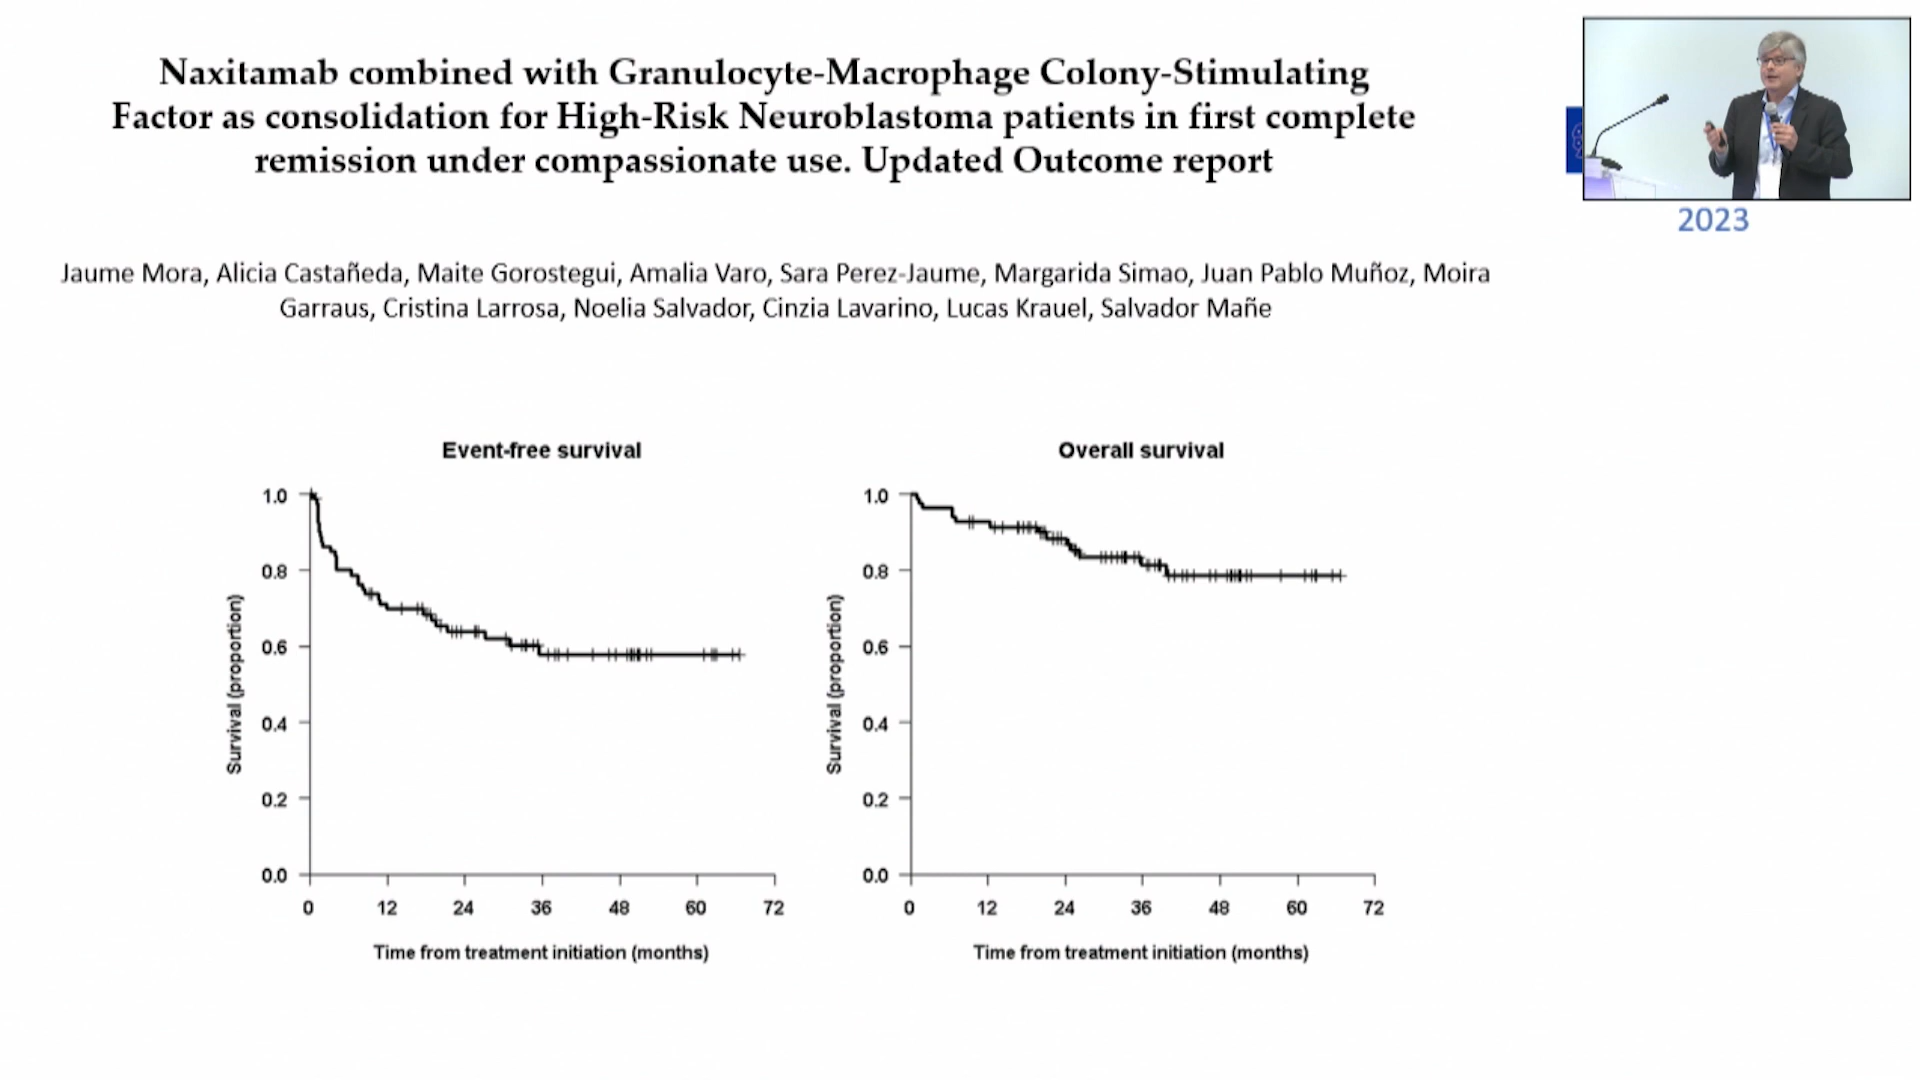 Naxitamab combined with Granulocyte-Macrophage Colony-Stimulating
Factor as consolidation for High-Risk Neuroblastoma patients in first complete
remission under compassionate use. Updated Outcome report
2023
Jaume Mora, Alicia Castañeda, Maite Gorostegui, Amalia Varo, Sara Perez-Jaume, Margarida Simao, Juan Pablo Muñoz, Moira
Garraus, Cristina Larrosa, Noelia Salvador, Cinzia Lavarino, Lucas Krauel, Salvador Mañe
Event-free survival
1.0
0.8
0.6
0.4
0.2
0.0
Survival (proportion)
0 12 24 36 48 60 72
Time from treatment initiation (months)
Overall survival
1.0
0.8
0.6
0.4
0.2
0.0
Survival (proportion)
0 12 24 36 48 60 72
Time from treatment initiation (months)